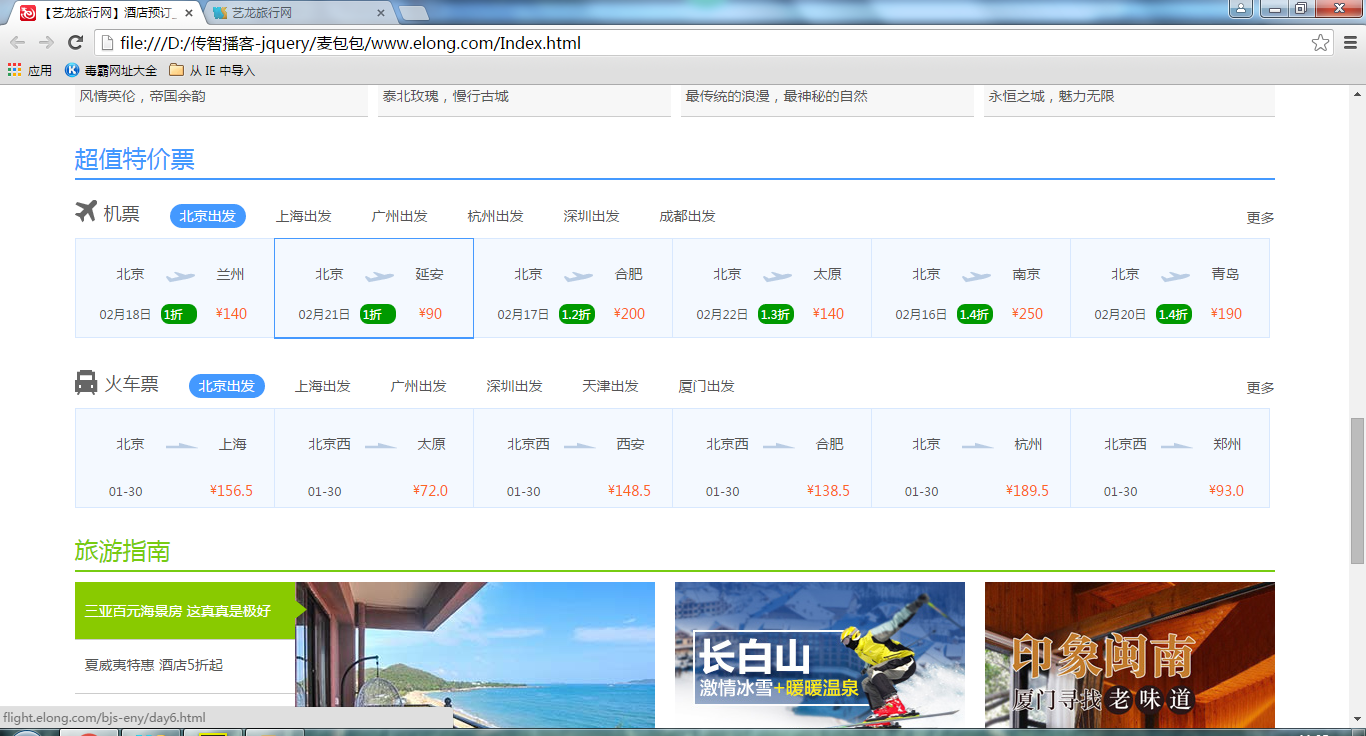 【艺龙旅行网】酒店预订_
艺龙旅行网
file:///D:/传智播客-jquery/麦包包/www.elong.com/Index.html
应用 毒霸网址大全 从 IE 中导入
风情英伦，帝国余韵 泰北玫瑰，慢行古城 最传统的浪漫，最神秘的自然 永恒之城，魅力无限
超值特价票
机票 北京出发 上海出发 广州出发 杭州出发 深圳出发 成都出发 更多
北京 兰州 北京 延安 北京 合肥 北京 太原 北京 南京 北京 青岛
02月18日 1折 ¥140 02月21日 1折 ¥90 02月17日 1.2折 ¥200 02月22日 1.3折 ¥140 02月16日 1.4折 ¥250 02月20日 1.4折 ¥190
火车票 北京出发 上海出发 广州出发 深圳出发 天津出发 厦门出发 更多
北京 上海 北京西 太原 北京西 西安 北京西 合肥 北京 杭州 北京西 郑州
01-30 ¥156.5 01-30 ¥72.0 01-30 ¥148.5 01-30 ¥138.5 01-30 ¥189.5 01-30 ¥93.0
旅游指南
三亚百元海景房 这真真是极好
夏威夷特惠 酒店5折起
长白山
激情冰雪+暖暖温泉
印象闽南
厦门寻找老味道
flight.elong.com/bjs-eny/day6.html